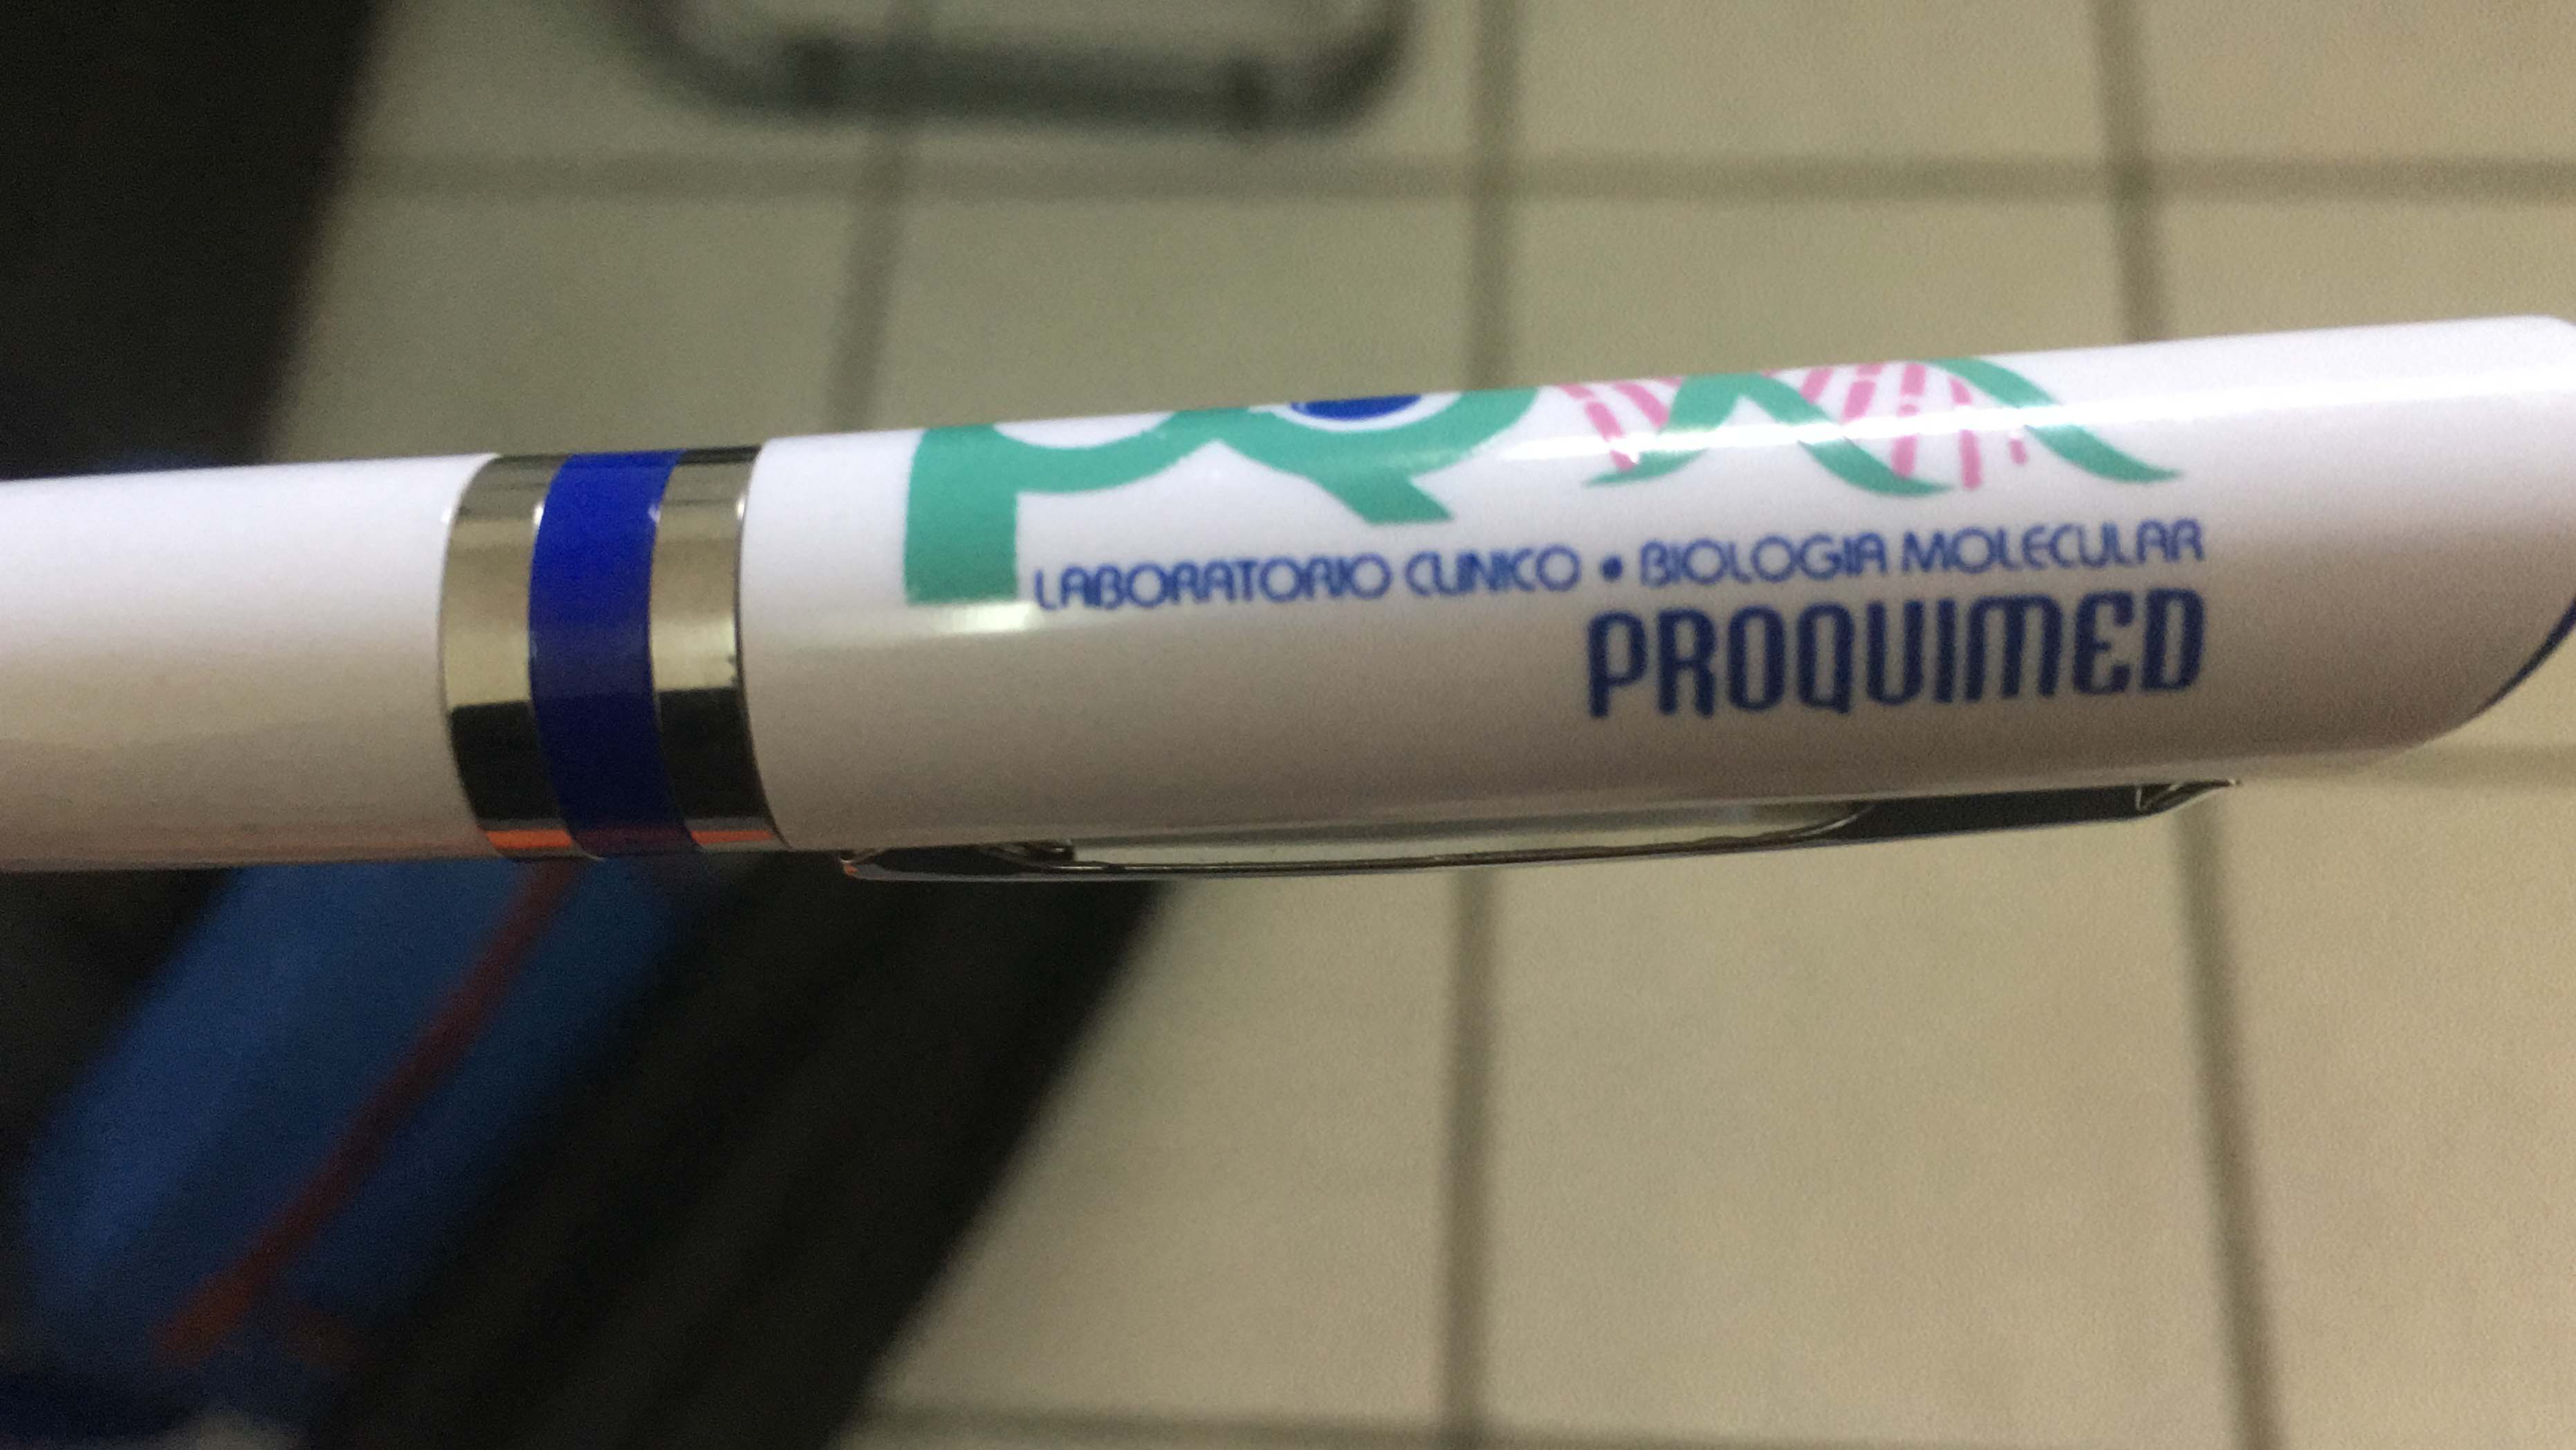 LABORATORIO CLINICO • BIOLOGIA MOLECULAR
PROQUIMED